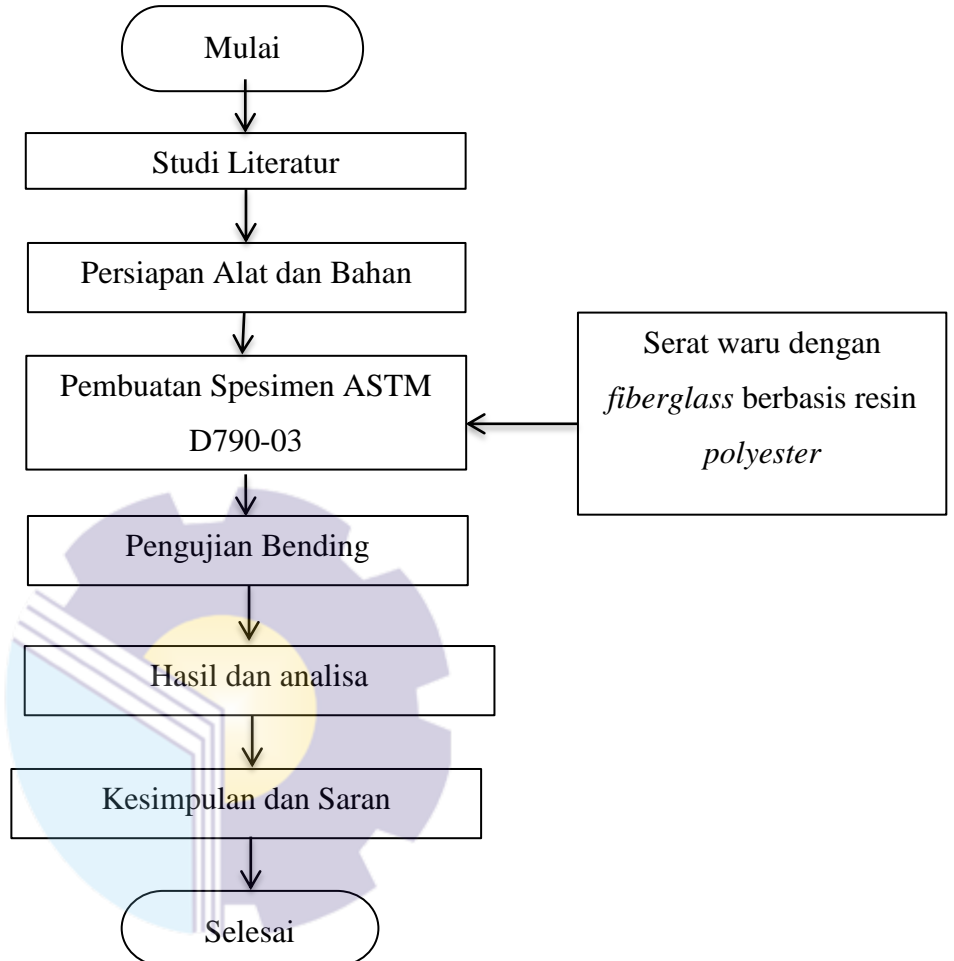 Mulai
Studi Literatur
Persiapan Alat dan Bahan
Pembuatan Spesimen ASTM
D790-03
Serat waru dengan
fiberglass berbasis resin
polyester
Pengujian Bending
Hasil dan analisa
Kesimpulan dan Saran
Selesai